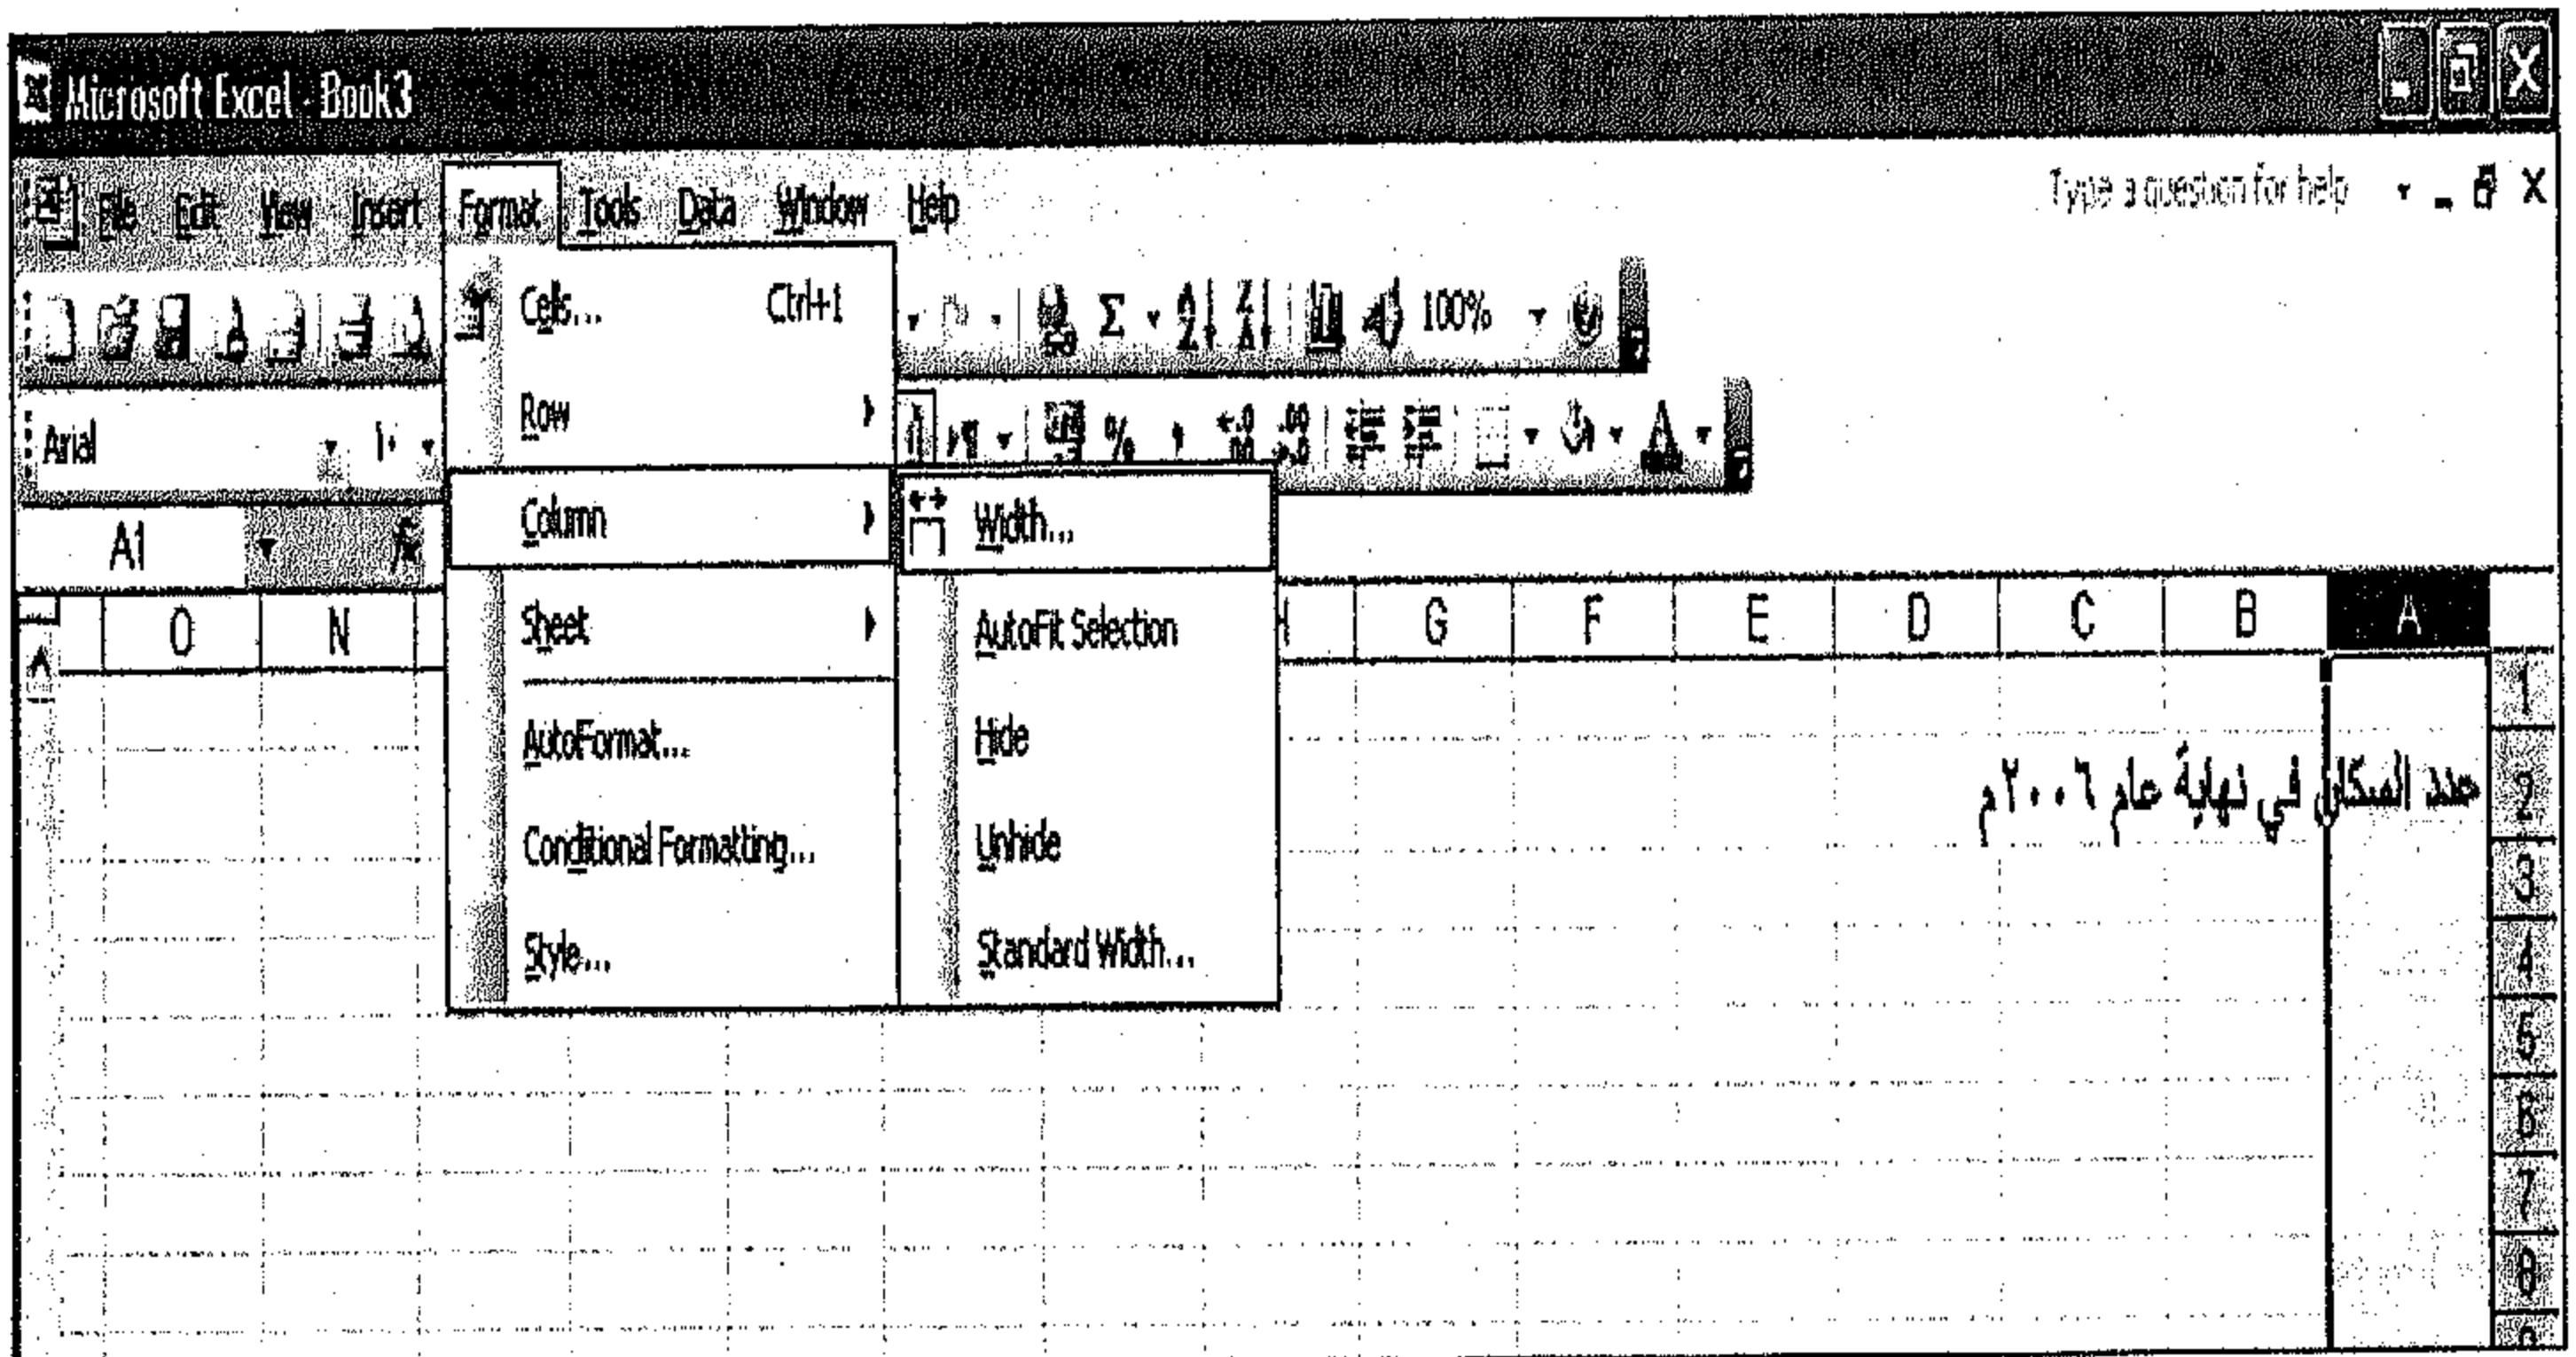 Microsoft Excel - Book3
File Edit View Insert Format Tools Data Window Help
Type a question for help
Cells... Ctrl+1
100%
Row
Arial ١٠
Column
Width...
A1
O N G F E D C B A
Sheet
AutoFit Selection
1
AutoFormat...
Hide
عدد السكان في نهاية عام ٢٠٠٦م
2
Conditional Formatting...
Unhide
3
Style...
Standard Width...
4
5
6
7
8
9